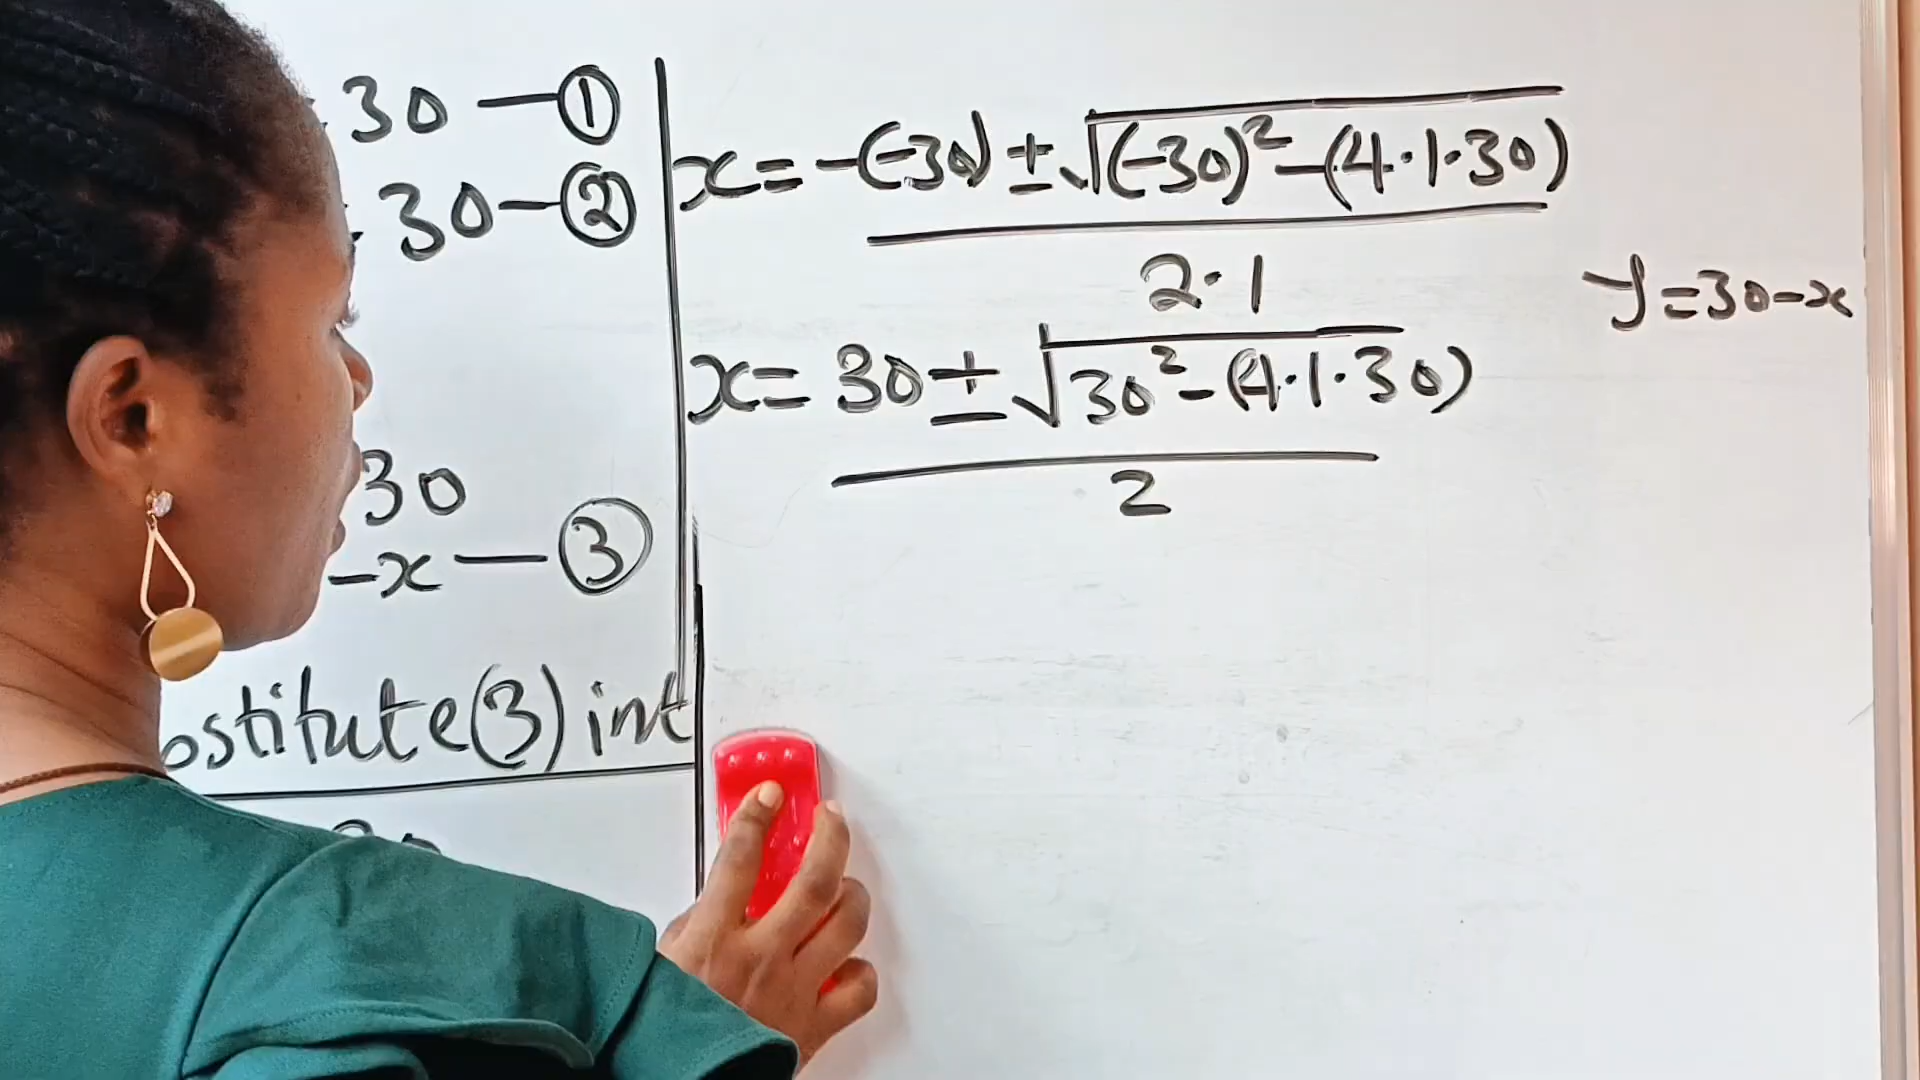 30 — ①
30 — ②
30
-x — ③
ostitute (3) int
x = -(-30) ± √(-30)² - (4·1·30)
2·1
y = 30 - x
x = 30 ± √30² - (4·1·30)
2